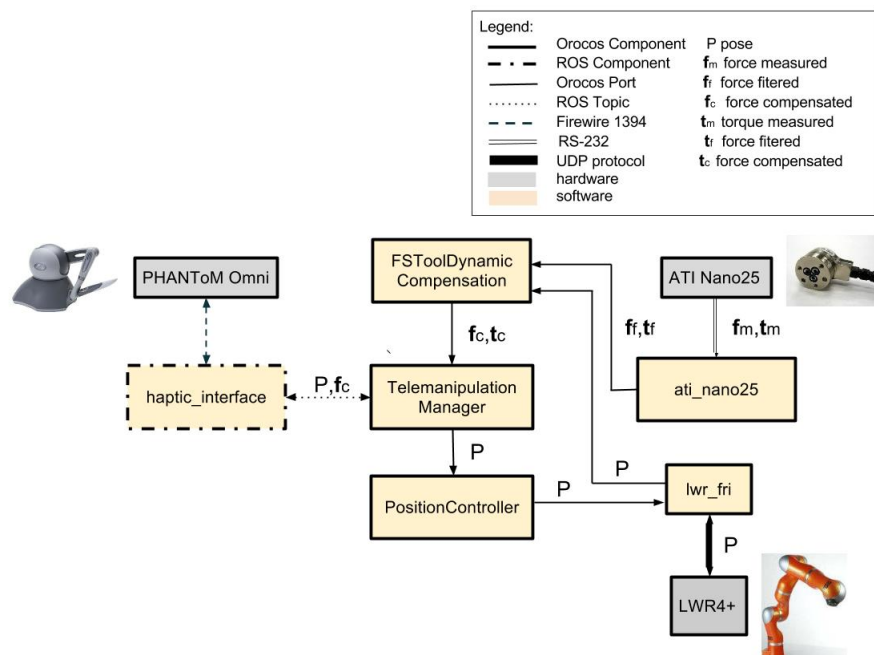 Legend:
Orocos Component P pose
ROS Component fm force measured
Orocos Port ff force fitered
ROS Topic fc force compensated
Firewire 1394 tm torque measured
RS-232 tf force fitered
UDP protocol tc force compensated
hardware
software
PHANToM Omni
FSToolDynamic
Compensation
ATI Nano25
fc,tc
ff,tf
fm,tm
haptic_interface
P,fc
Telemanipulation
Manager
ati_nano25
P
P
PositionController
P
lwr_fri
P
LWR4+